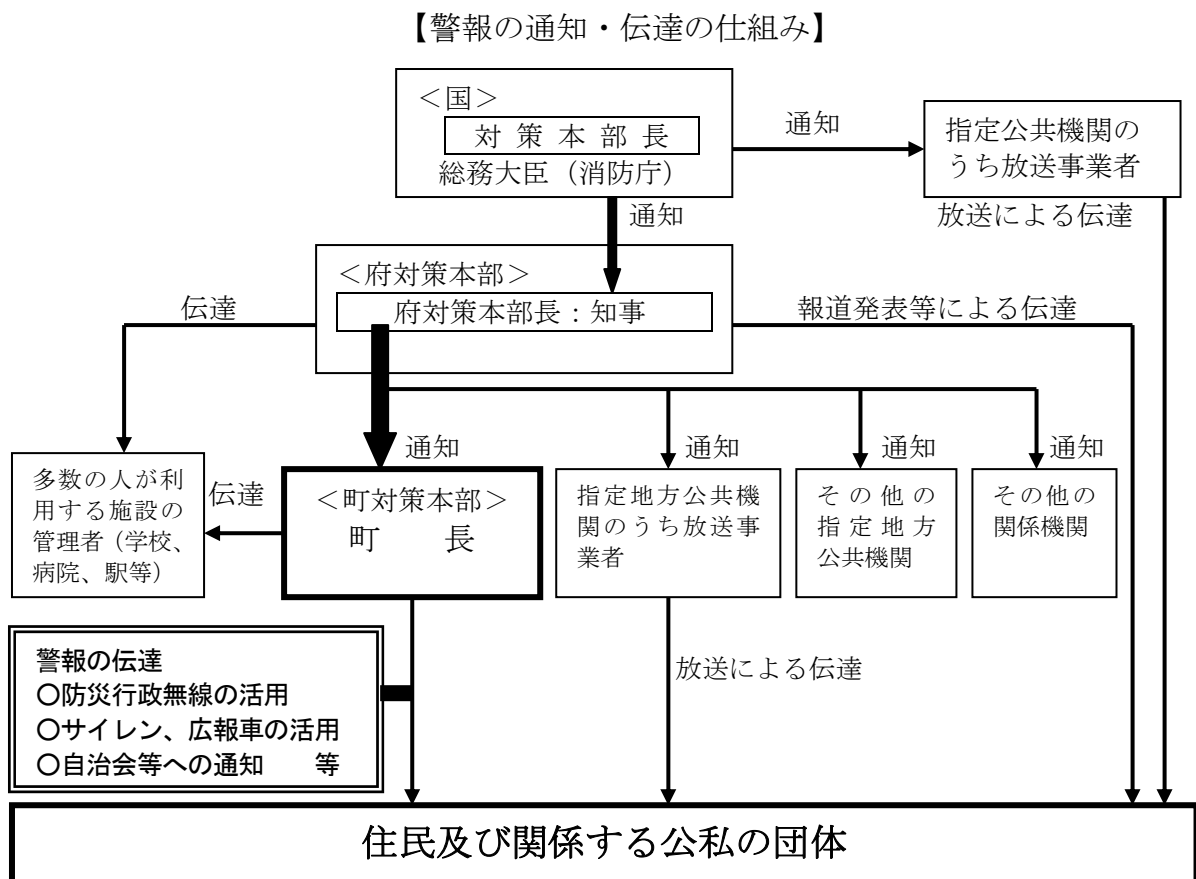 【警報の通知・伝達の仕組み】
＜国＞
対策本部長
総務大臣（消防庁）
通知
指定公共機関の
うち放送事業者
放送による伝達
通知
＜府対策本部＞
府対策本部長：知事
伝達
報道発表等による伝達
通知
通知
通知
通知
多数の人が利
用する施設の
管理者（学校、
病院、駅等）
伝達
＜町対策本部＞
町　長
指定地方公共機
関のうち放送事
業者
その他の
指定地方
公共機関
その他の
関係機関
警報の伝達
○防災行政無線の活用
○サイレン、広報車の活用
○自治会等への通知　等
放送による伝達
住民及び関係する公私の団体